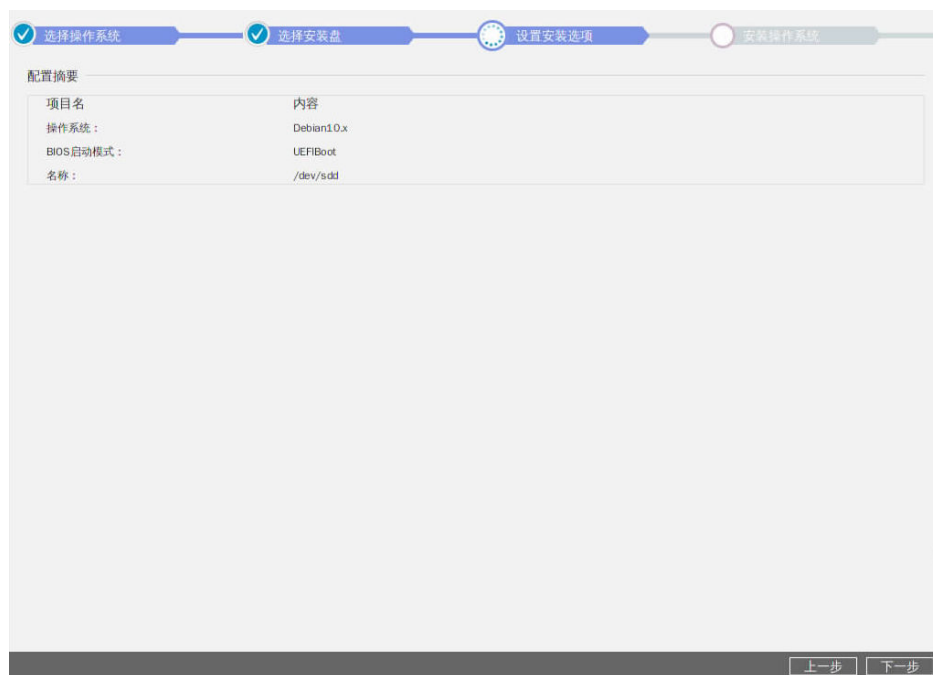 选择操作系统 选择安装盘 设置安装选项 安装操作系统
配置摘要
项目名 内容
操作系统： Debian10.x
BIOS启动模式： UEFIBoot
名称： /dev/sdd
上一步 下一步